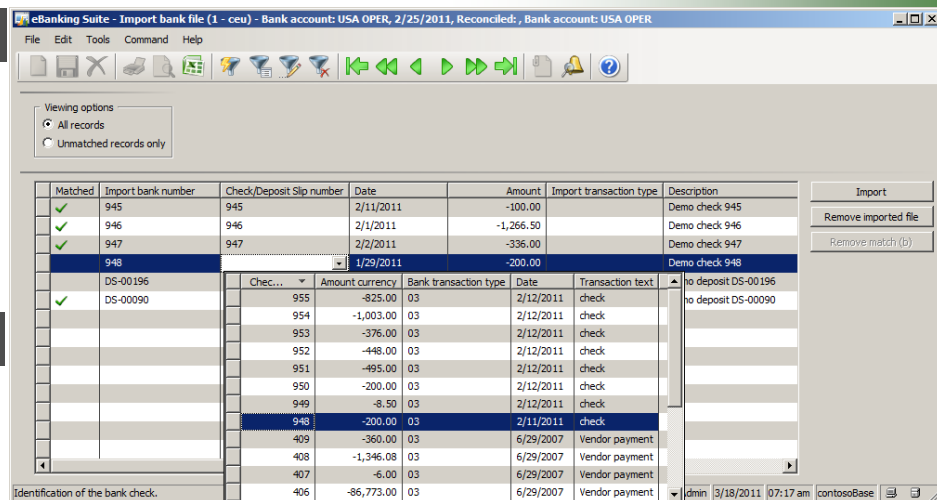 eBanking Suite - Import bank file (1 - ceu) - Bank account: USA OPER, 2/25/2011, Reconciled: , Bank account: USA OPER
File Edit Tools Command Help
Viewing options
All records
Unmatched records only
Matched Import bank number Check/Deposit Slip number Date Amount Import transaction type Description
Import
945 945 2/11/2011 -100.00 Demo check 945
Remove imported file
946 946 2/1/2011 -1,266.50 Demo check 946
947 947 2/2/2011 -336.00 Demo check 947
Remove match (b)
948 1/29/2011 -200.00 Demo check 948
DS-00196 no deposit DS-00196
Chec... Amount currency Bank transaction type Date Transaction text
DS-00090 no deposit DS-00090
955 -825.00 03 2/12/2011 check
954 -1,003.00 03 2/12/2011 check
953 -376.00 03 2/12/2011 check
952 -448.00 03 2/12/2011 check
951 -495.00 03 2/12/2011 check
950 -200.00 03 2/12/2011 check
949 -8.50 03 2/12/2011 check
948 -200.00 03 2/11/2011 check
409 -360.00 03 6/29/2007 Vendor payment
408 -1,346.08 03 6/29/2007 Vendor payment
407 -6.00 03 6/29/2007 Vendor payment
406 -86,773.00 03 6/29/2007 Vendor payment
Identification of the bank check. dmin 3/18/2011 07:17 am contosoBase